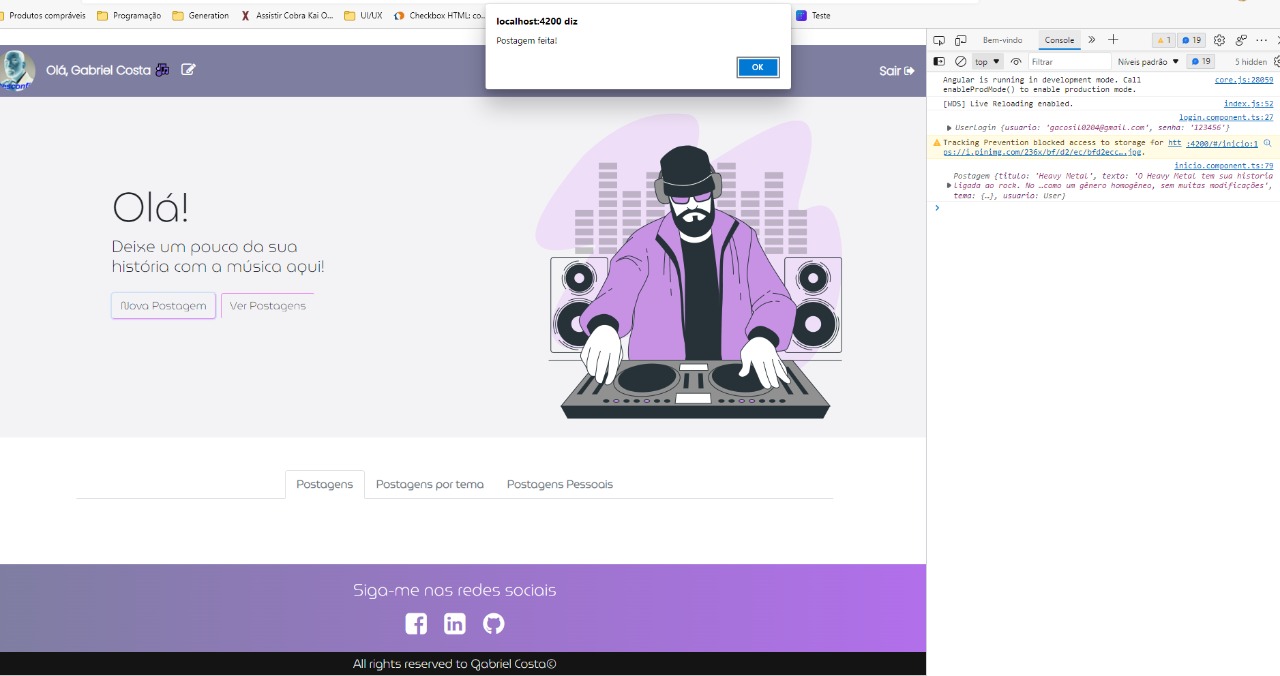 Produtos compráveis
Programação
Generation
Assistir Cobra Kai O...
UI/UX
Checkbox HTML: co...
Teste
localhost:4200 diz
Postagem feita!
OK
Olá, Gabriel Costa
Sair
Olá!
Deixe um pouco da sua
história com a música aqui!
Nova Postagem
Ver Postagens
Postagens
Postagens por tema
Postagens Pessoais
Siga-me nas redes sociais
All rights reserved to Gabriel Costa©
Bem-vindo
Console
1
19
top
Filtrar
Níveis padrão
19
5 hidden
Angular is running in development mode. Call core.js:28059
enableProdMode() to enable production mode.
[WDS] Live Reloading enabled. index.js:52
login.component.ts:27
UserLogin {usuario: 'gacosil0204@gmail.com', senha: '123456'}
Tracking Prevention blocked access to storage for htt :4200/#/inicio:1
ps://i.pinimg.com/236x/bf/d2/ec/bfd2ecc….jpg.
inicio.component.ts:79
Postagem {titulo: 'Heavy Metal', texto: 'O Heavy Metal tem sua historia
ligada ao rock. No …como um gênero homogêneo, sem muitas modificações',
tema: {…}, usuario: User}